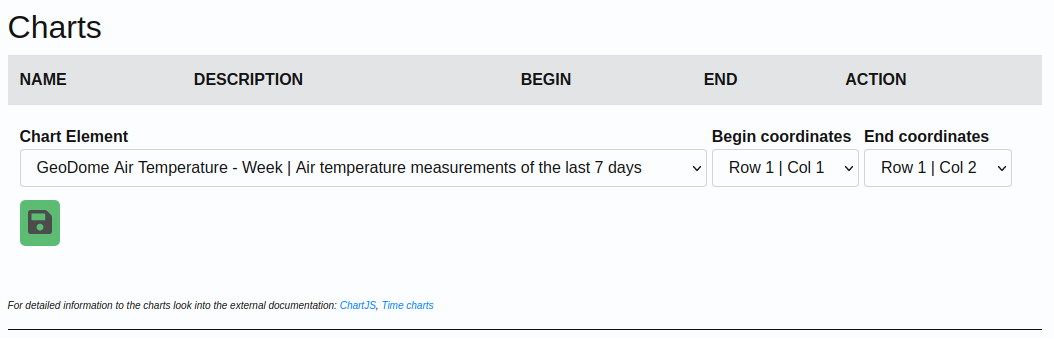 Charts
NAME DESCRIPTION BEGIN END ACTION
Chart Element Begin coordinates End coordinates
GeoDome Air Temperature - Week | Air temperature measurements of the last 7 days Row 1 | Col 1 Row 1 | Col 2
For detailed information to the charts look into the external documentation: ChartJS, Time charts